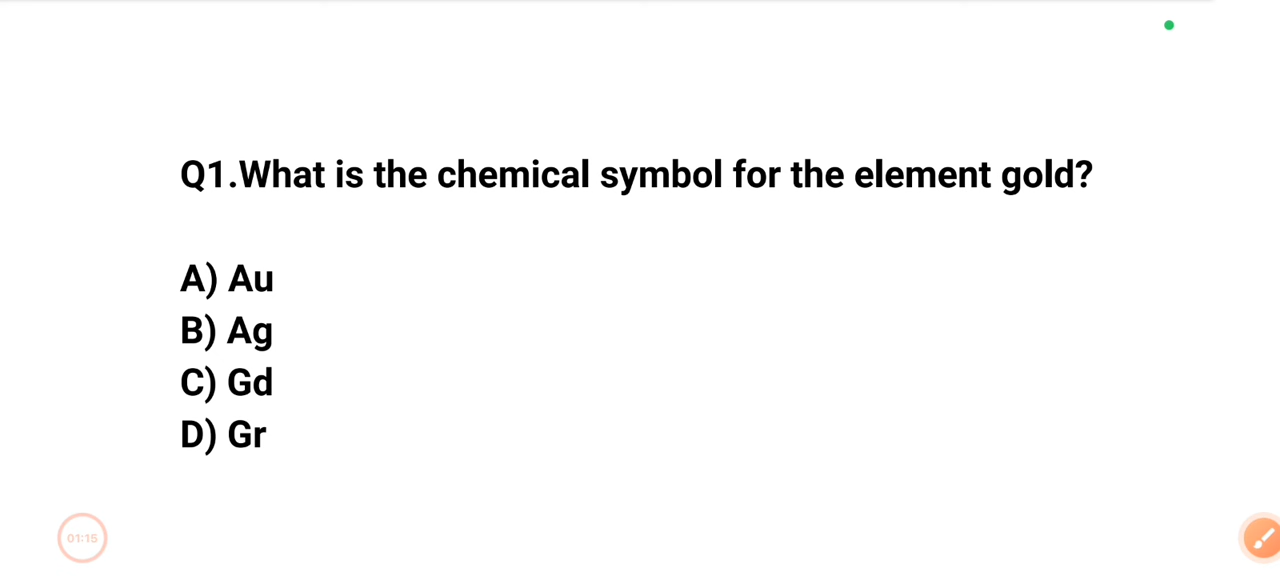 Q1.What is the chemical symbol for the element gold?
A) Au
B) Ag
C) Gd
D) Gr
01:15